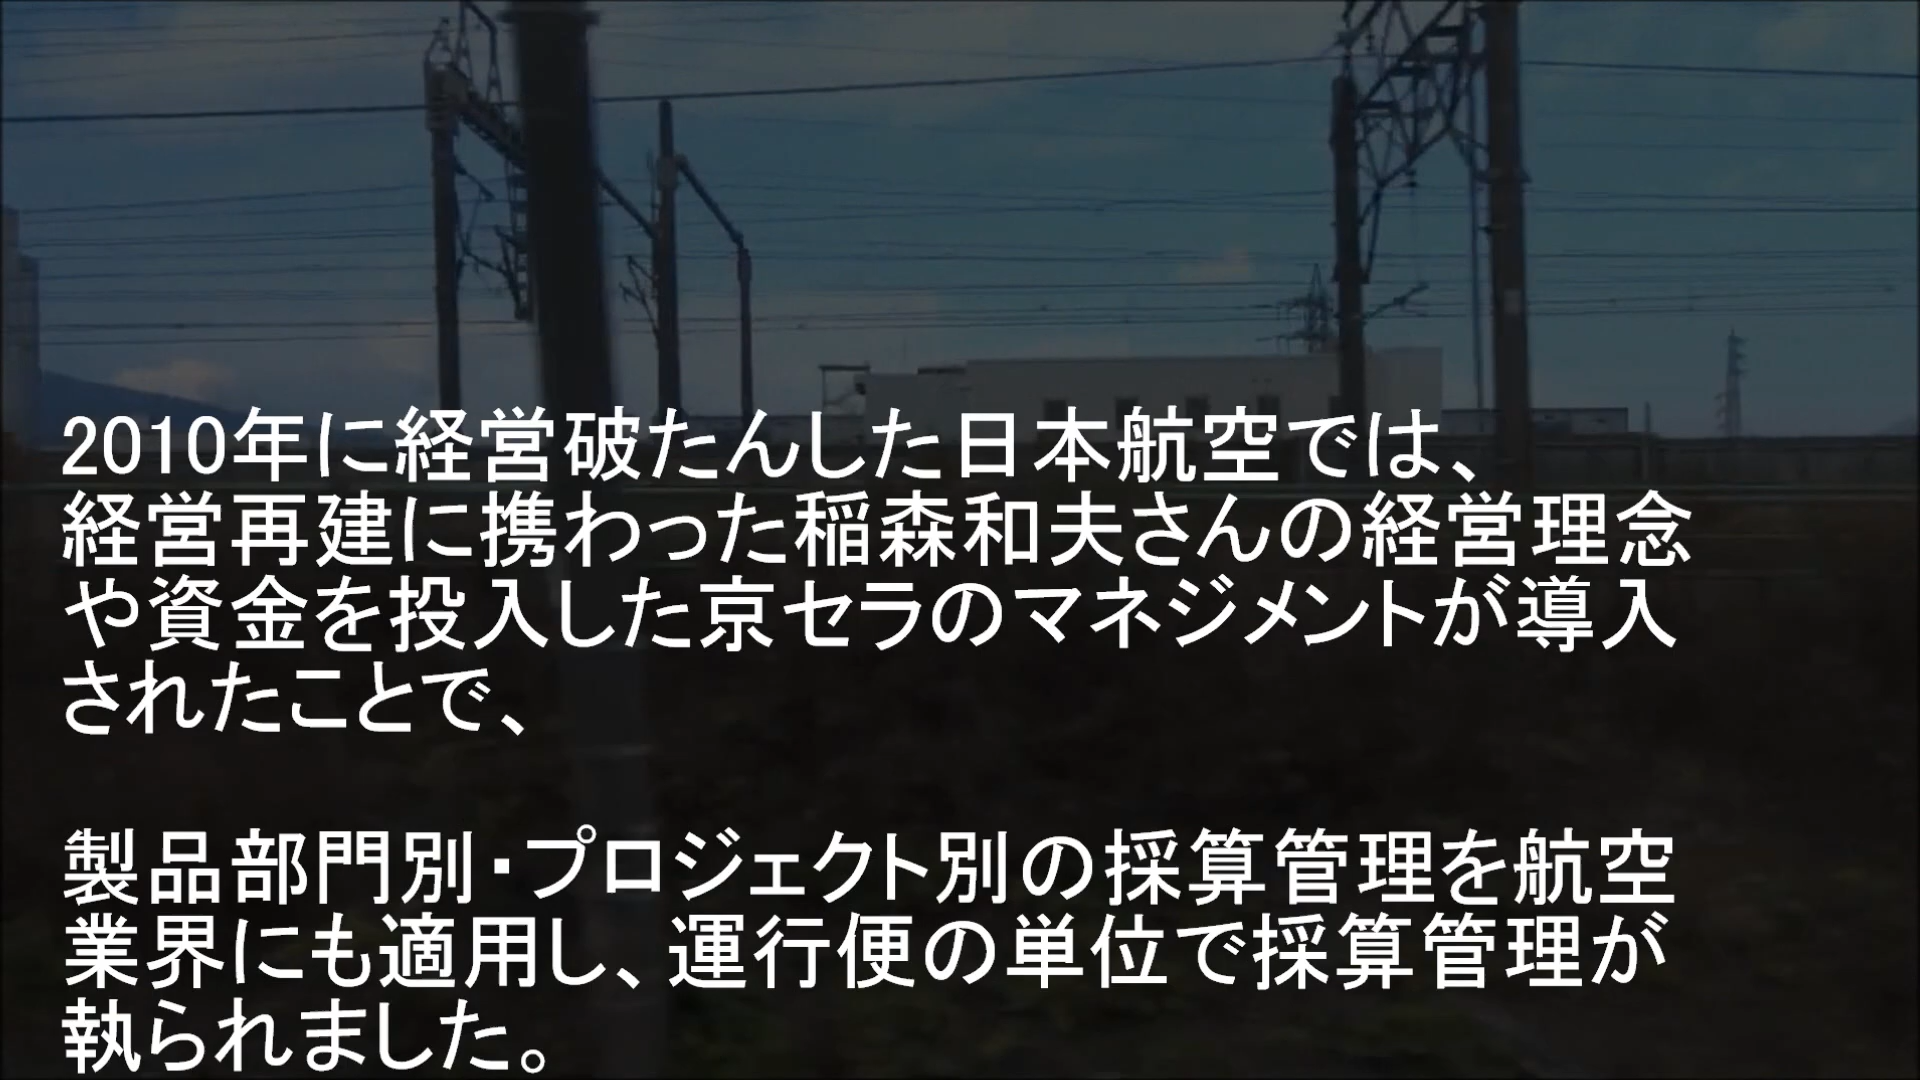 2010年に経営破たんした日本航空では、
経営再建に携わった稲森和夫さんの経営理念
や資金を投入した京セラのマネジメントが導入
されたことで、
製品部門別・プロジェクト別の採算管理を航空
業界にも適用し、運行便の単位で採算管理が
執られました。